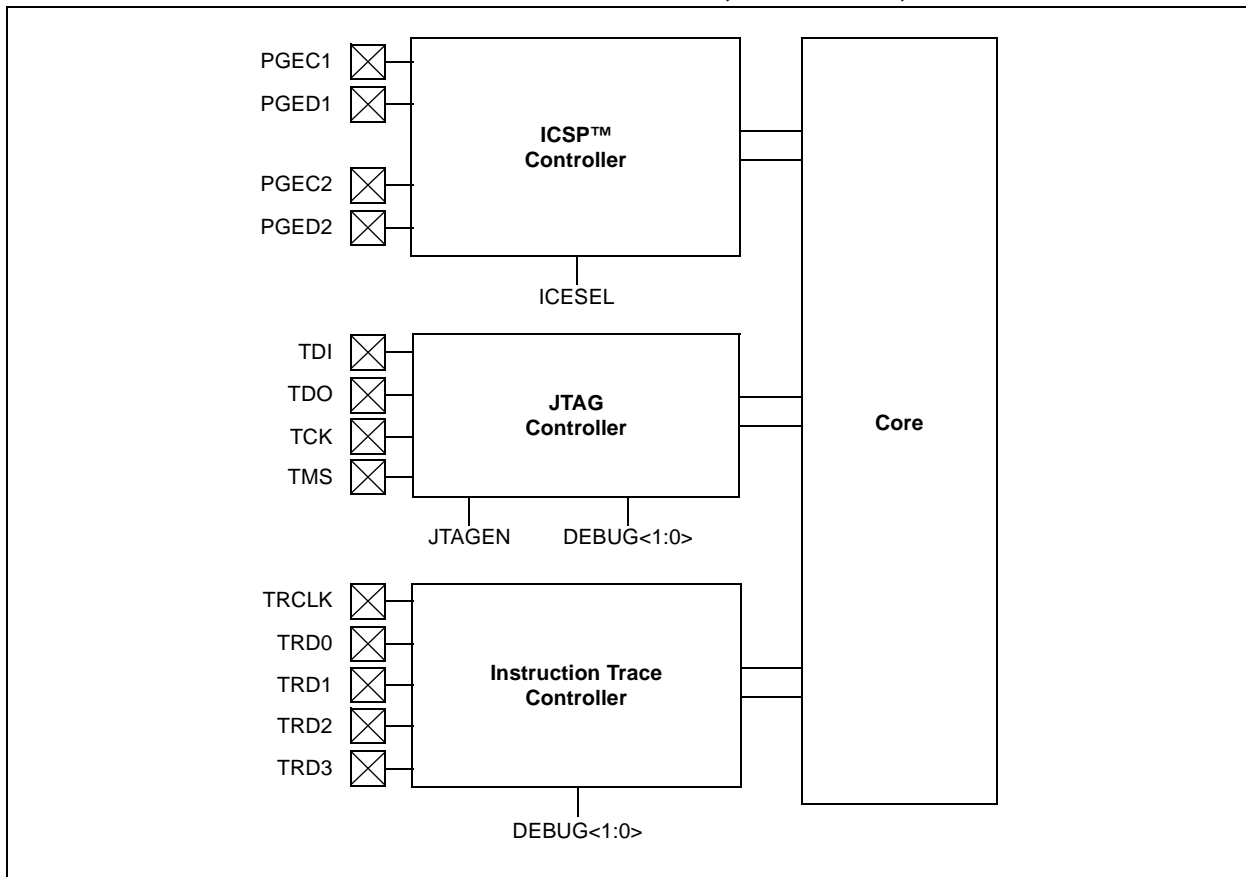 PGEC1
PGED1
ICSP™
Controller
PGEC2
PGED2
ICESEL
TDI
TDO
TCK
TMS
JTAG
Controller
Core
JTAGEN
DEBUG<1:0>
TRCLK
TRD0
TRD1
TRD2
TRD3
Instruction Trace
Controller
DEBUG<1:0>